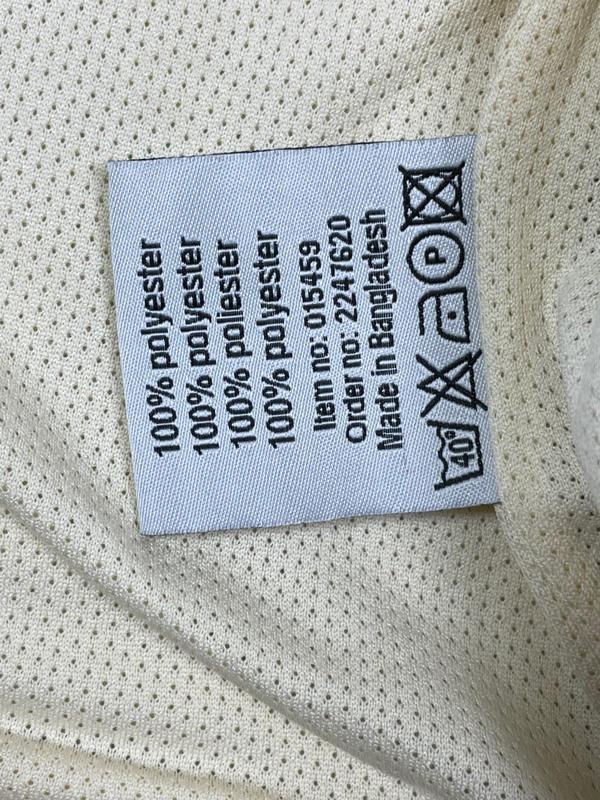 100% polyester
100% polyester
100% poliester
100% polyester
Item no: 015459
Order no: 2247620
Made in Bangladesh
40°
P